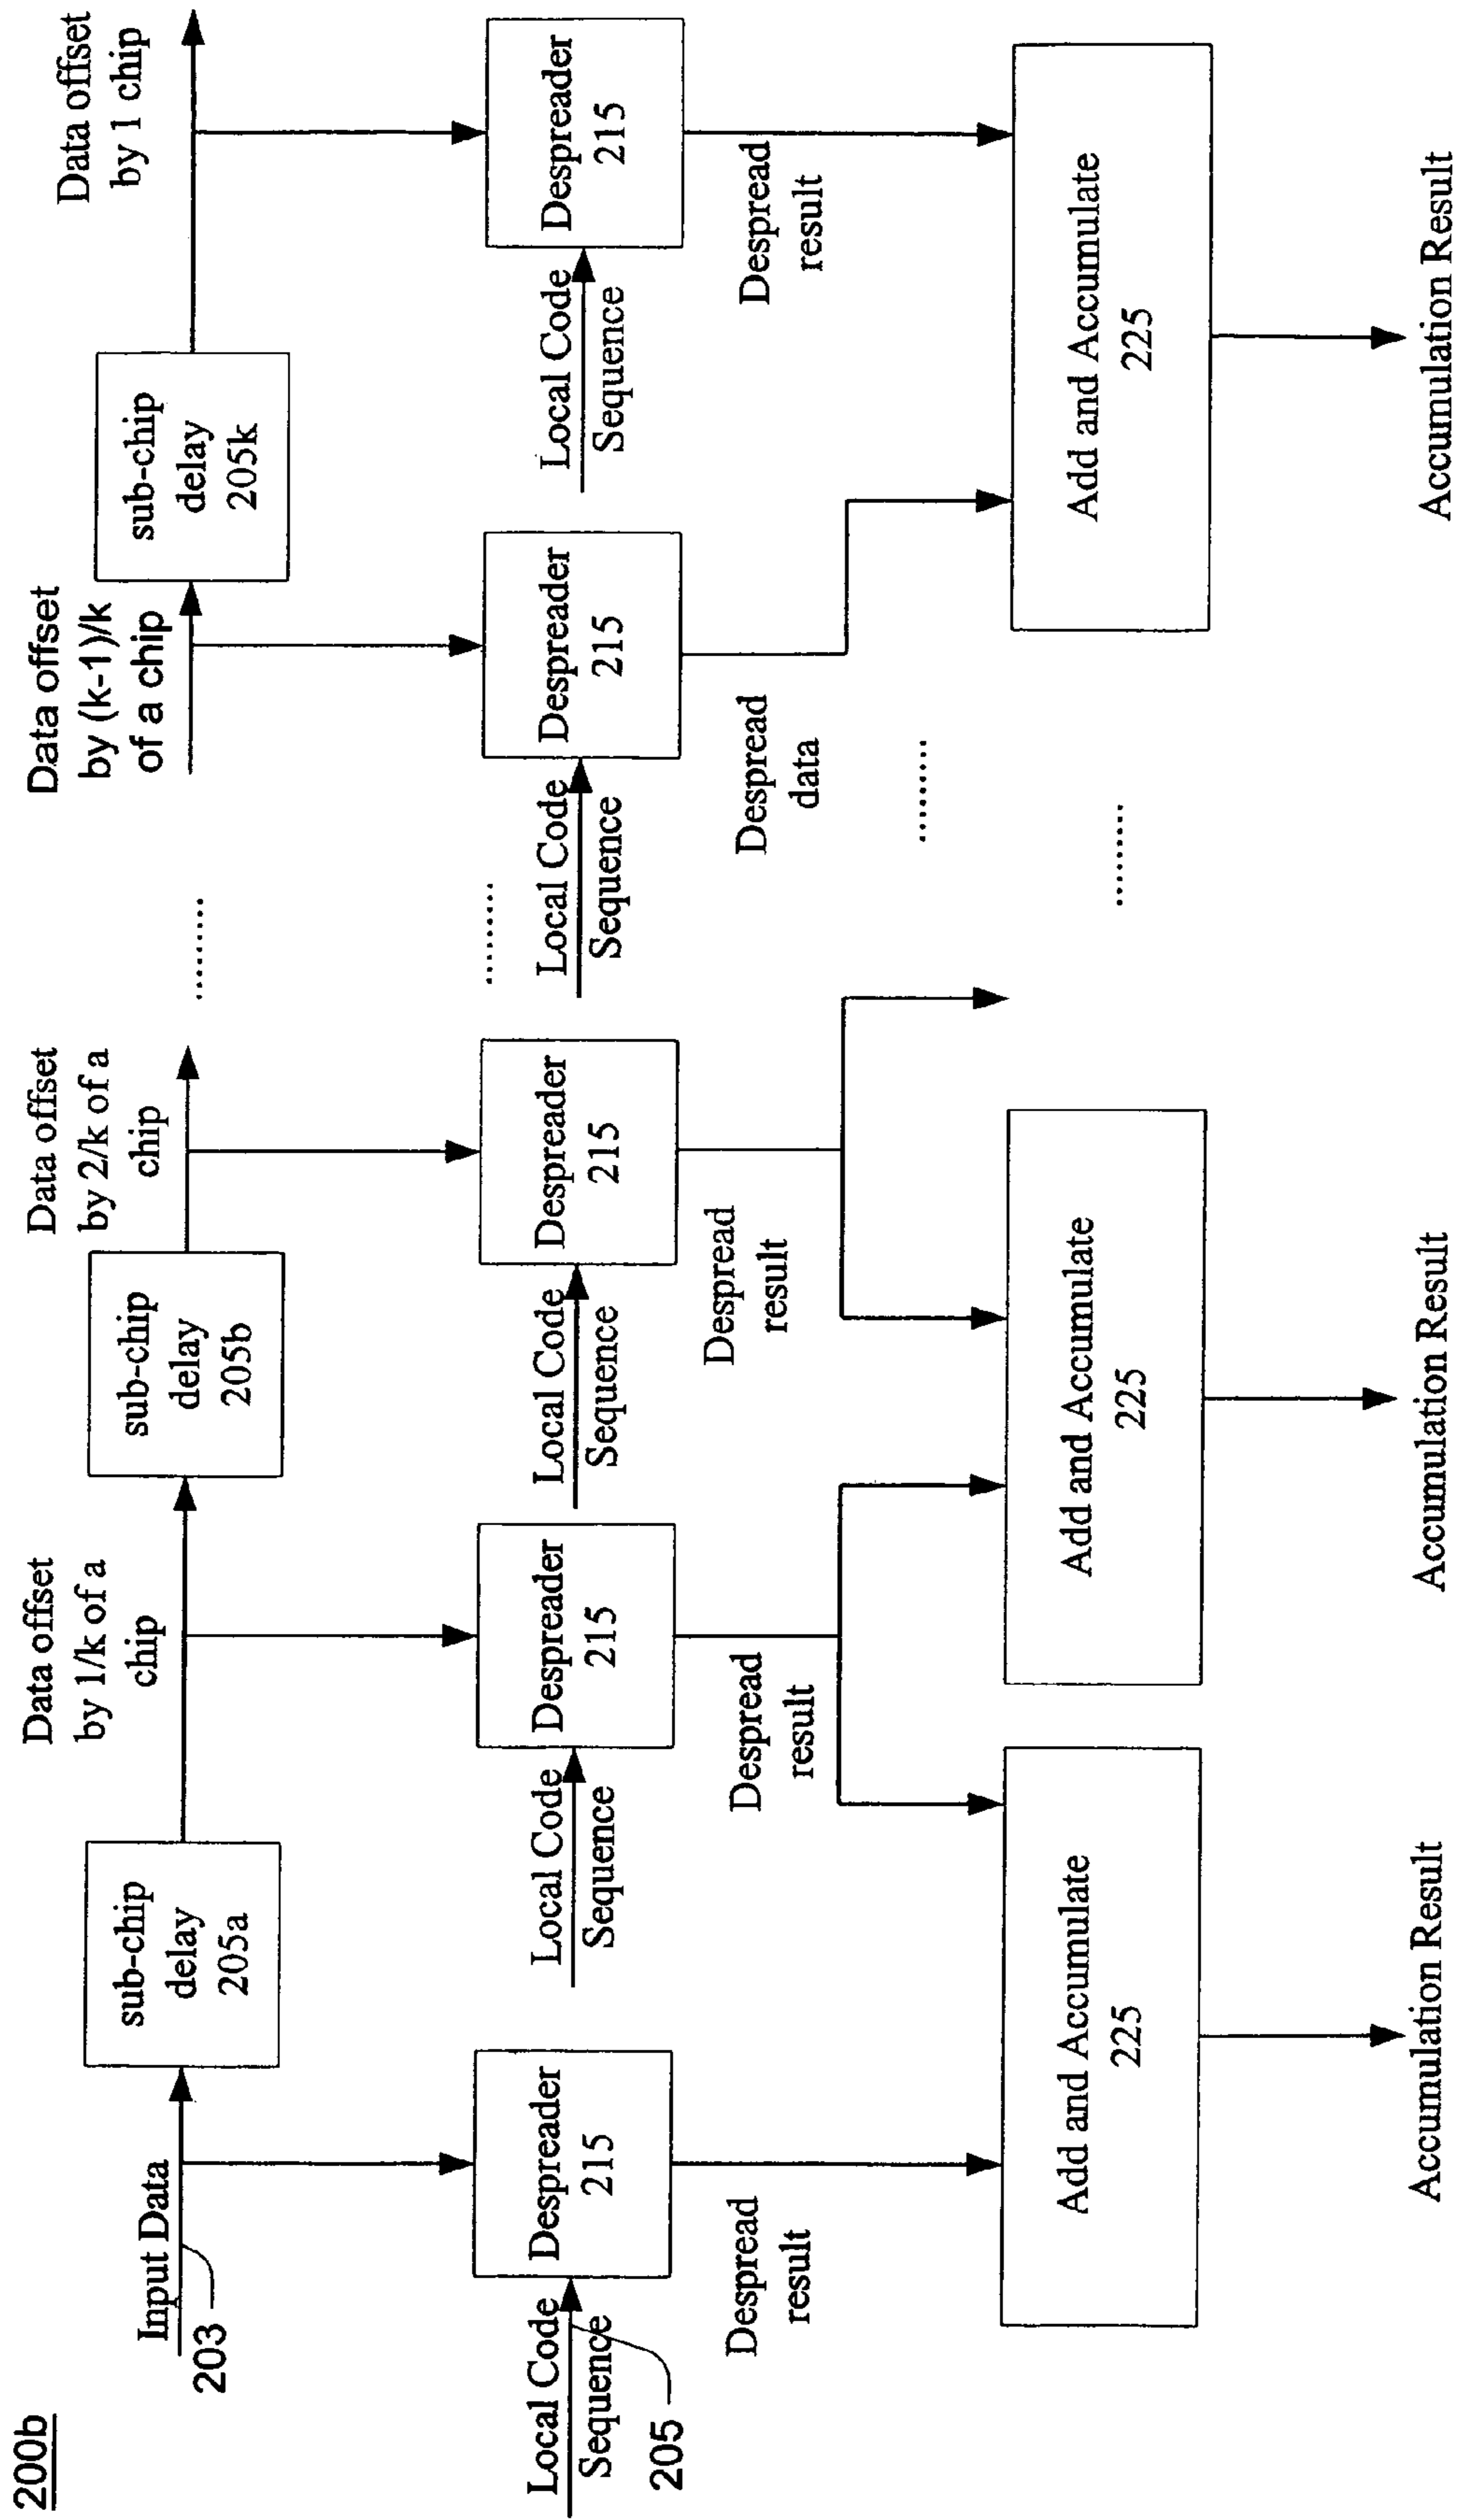 200b
Input Data
203
sub-chip
delay
205a
Data offset
by 1/k of a
chip
sub-chip
delay
205b
Data offset
by 2/k of a
chip
........
Data offset
by (k-1)/k
of a chip
sub-chip
delay
205k
Data offset
by 1 chip
Local Code
Sequence
205
Despreader
215
Local Code
Sequence
Despreader
215
Local Code
Sequence
Despreader
215
........
Local Code
Sequence
Despreader
215
Local Code
Sequence
Despreader
215
Despread
result
Despread
result
Despread
result
Despread
data
Despread
result
........
Add and Accumulate
225
Add and Accumulate
225
........
Add and Accumulate
225
Accumulation Result
Accumulation Result
Accumulation Result